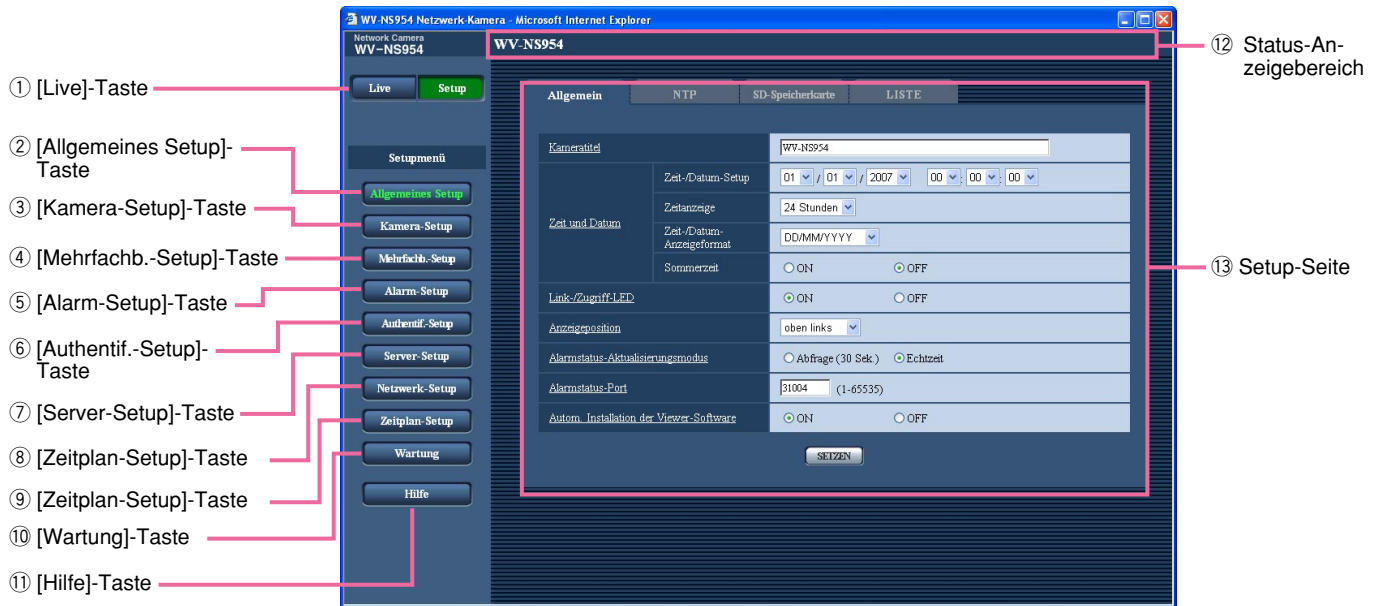 WV-NS954 Netzwerk-Kamera - Microsoft Internet Explorer
Network Camera
WV-NS954
WV-NS954
Live
Setup
Setupmenü
Allgemeines Setup
Kamera-Setup
Mehrfachb.-Setup
Alarm-Setup
Authentif.-Setup
Server-Setup
Netzwerk-Setup
Zeitplan-Setup
Wartung
Hilfe
Allgemein
NTP
SD-Speicherkarte
LISTE
Kameratitel
WV-NS954
Zeit und Datum
Zeit-/Datum-Setup
01 / 01 / 2007 00 : 00 : 00
Zeitanzeige
24 Stunden
Zeit-/Datum-
Anzeigeformat
DD/MM/YYYY
Sommerzeit
ON OFF
Link-/Zugriff-LED
ON OFF
Anzeigeposition
oben links
Alarmstatus-Aktualisierungsmodus
Abfrage (30 Sek.) Echtzeit
Alarmstatus-Port
31004 (1-65535)
Autom. Installation der Viewer-Software
ON OFF
SETZEN
① [Live]-Taste
② [Allgemeines Setup]-
Taste
③ [Kamera-Setup]-Taste
④ [Mehrfachb.-Setup]-Taste
⑤ [Alarm-Setup]-Taste
⑥ [Authentif.-Setup]-
Taste
⑦ [Server-Setup]-Taste
⑧ [Zeitplan-Setup]-Taste
⑨ [Zeitplan-Setup]-Taste
⑩ [Wartung]-Taste
⑪ [Hilfe]-Taste
⑫ Status-An-
zeigebereich
⑬ Setup-Seite